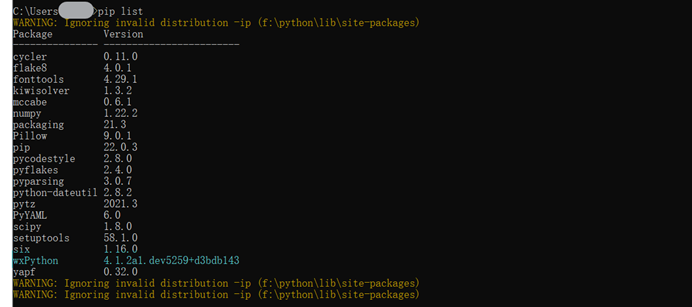 C:\Users pip list
WARNING: Ignoring invalid distribution -ip (f:\python\lib\site-packages)
Package Version
--------------- ------------------------
cycler 0.11.0
flake8 4.0.1
fonttools 4.29.1
kiwisolver 1.3.2
mccabe 0.6.1
numpy 1.22.2
packaging 21.3
Pillow 9.0.1
pip 22.0.3
pycodestyle 2.8.0
pyflakes 2.4.0
pyparsing 3.0.7
python-dateutil 2.8.2
pytz 2021.3
PyYAML 6.0
scipy 1.8.0
setuptools 58.1.0
six 1.16.0
wxPython 4.1.2a1.dev5259+d3bdb143
yapf 0.32.0
WARNING: Ignoring invalid distribution -ip (f:\python\lib\site-packages)
WARNING: Ignoring invalid distribution -ip (f:\python\lib\site-packages)